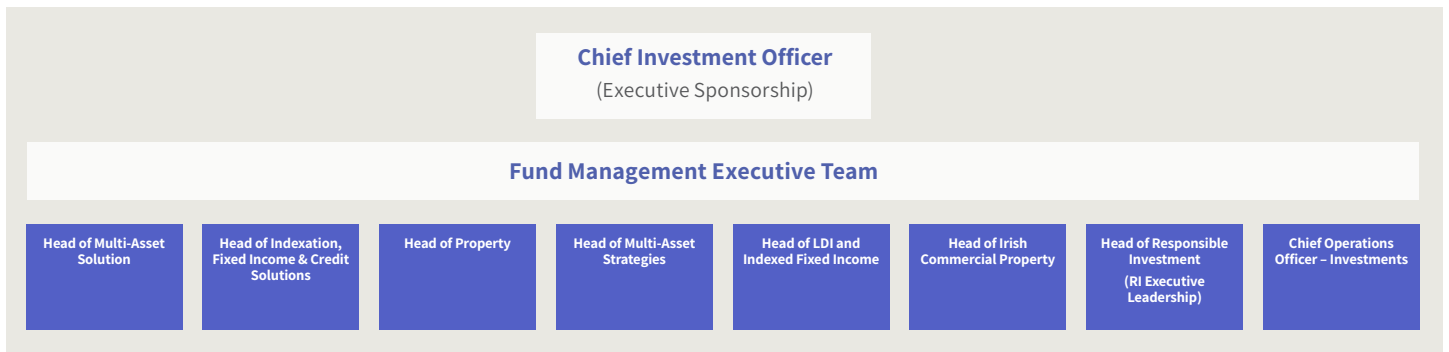 Chief Investment Officer
(Executive Sponsorship)
Fund Management Executive Team
Head of Multi-Asset
Solution
Head of Indexation,
Fixed Income & Credit
Solutions
Head of Property
Head of Multi-Asset
Strategies
Head of LDI and
Indexed Fixed Income
Head of Irish
Commercial Property
Head of Responsible
Investment
(RI Executive
Leadership)
Chief Operations
Officer – Investments